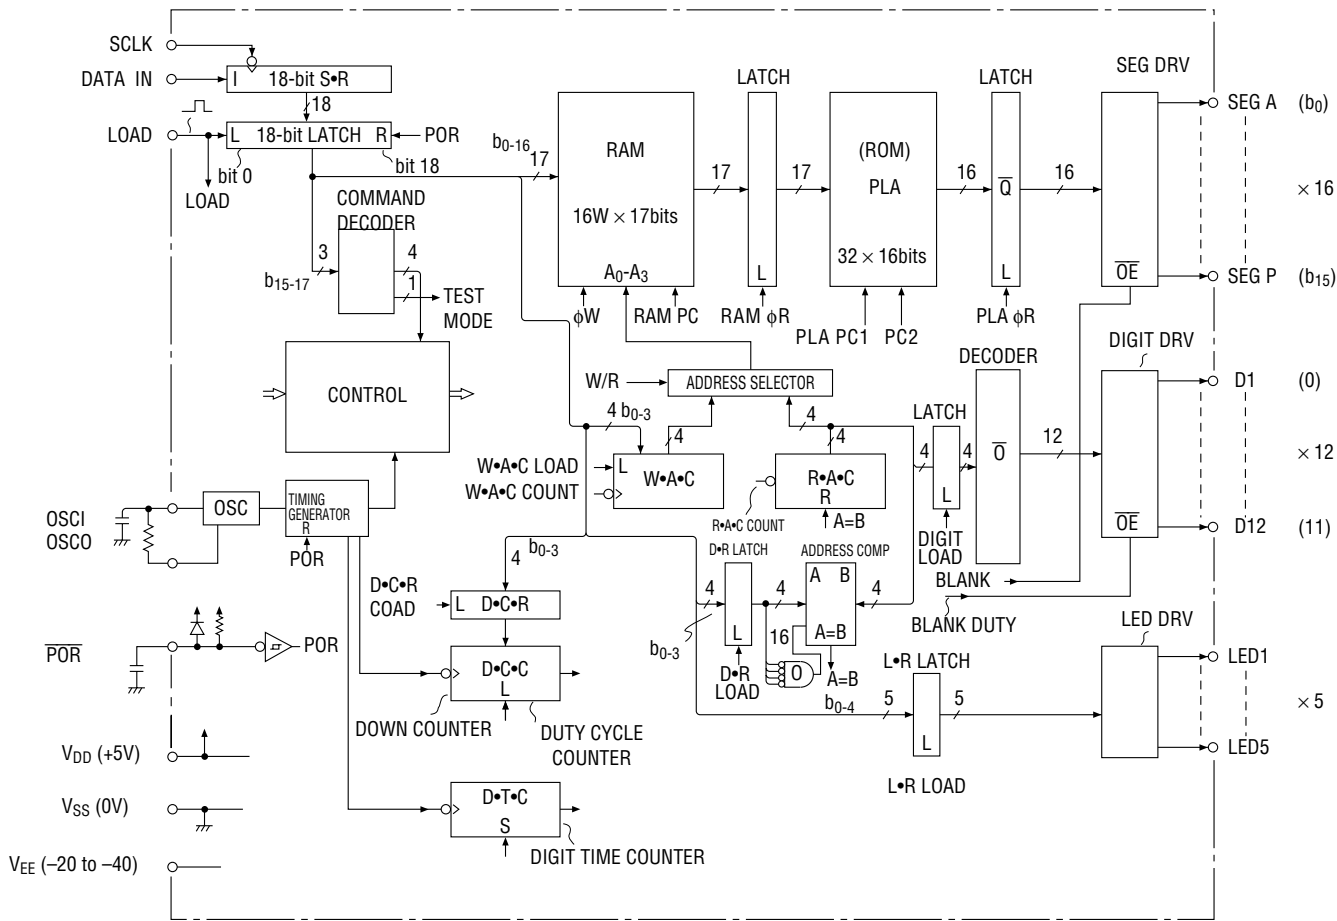 SCLK
DATA IN
I 18-bit S•R
18
LOAD
L 18-bit LATCH R
POR
bit 0
bit 18
LOAD
COMMAND
DECODER
3
b15-17
4
1
TEST
MODE
b0-16
17
RAM
16W × 17bits
A0-A3
φW
RAM PC
17
LATCH
L
RAM φR
17
(ROM)
PLA
32 × 16bits
PLA PC1
PC2
16
LATCH
Q̅
L
PLA φR
16
SEG DRV
O̅E̅
SEG A (b0)
× 16
SEG P (b15)
CONTROL
W/R
ADDRESS SELECTOR
4 b0-3
4
4
W•A•C LOAD
W•A•C COUNT
L
W•A•C
R•A•C
R
R•A•C COUNT
A=B
LATCH
4
4
L
DIGIT
LOAD
DECODER
O̅
12
DIGIT DRV
O̅E̅
D1 (0)
× 12
D12 (11)
OSCI
OSCO
OSC
TIMING
GENERATOR
R
POR
BLANK
BLANK DUTY
4
b0-3
D•C•R
COAD
L D•C•R
D•C•C
L
DOWN COUNTER
DUTY CYCLE
COUNTER
D•T•C
S
DIGIT TIME COUNTER
D•R LATCH
4
b0-3
L
D•R
LOAD
4
ADDRESS COMP
A B
A=B
4
16
0
A=B
b0-4
5
L•R LATCH
L
L•R LOAD
5
LED DRV
LED1
× 5
LED5
P̅O̅R̅
POR
VDD (+5V)
VSS (0V)
VEE (–20 to –40)